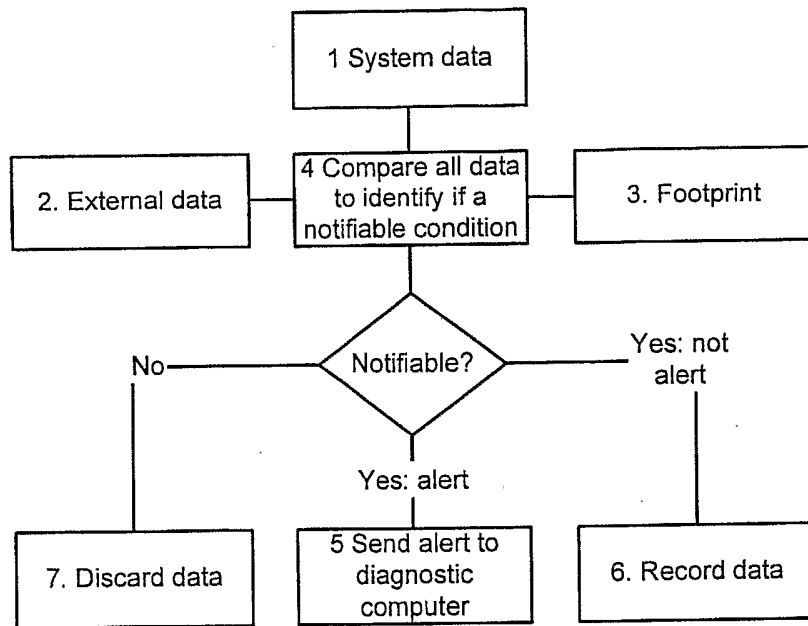 1 System data
4 Compare all data
to identify if a
notifiable condition
2. External data
3. Footprint
Notifiable?
No
Yes: not
alert
Yes: alert
7. Discard data
5 Send alert to
diagnostic
computer
6. Record data